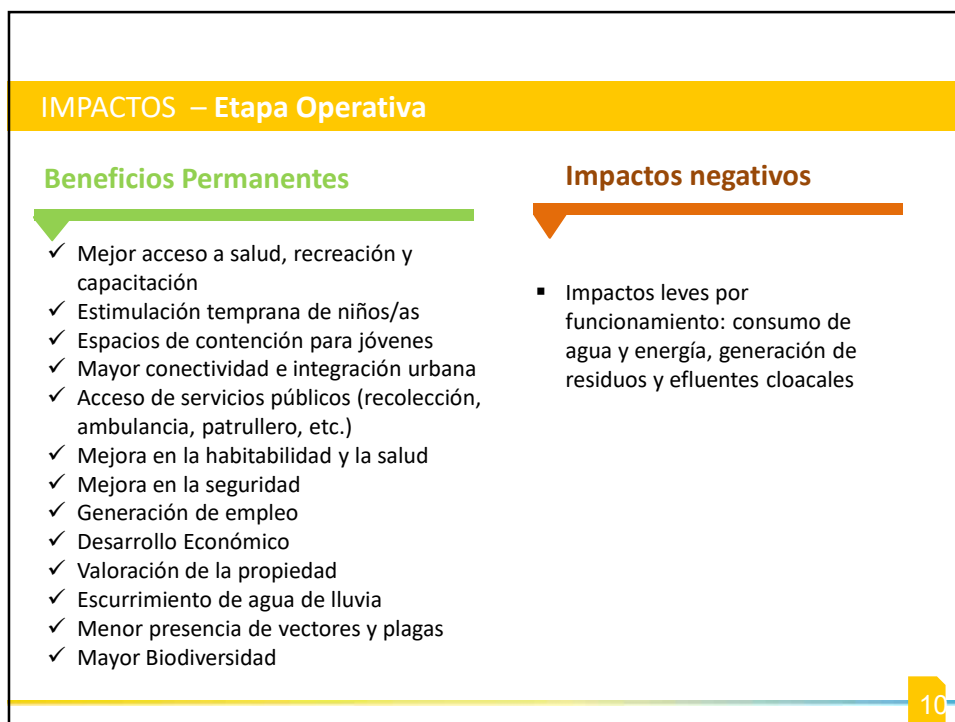 IMPACTOS – Etapa Operativa
Beneficios Permanentes
✓ Mejor acceso a salud, recreación y
capacitación
✓ Estimulación temprana de niños/as
✓ Espacios de contención para jóvenes
✓ Mayor conectividad e integración urbana
✓ Acceso de servicios públicos (recolección,
ambulancia, patrullero, etc.)
✓ Mejora en la habitabilidad y la salud
✓ Mejora en la seguridad
✓ Generación de empleo
✓ Desarrollo Económico
✓ Valoración de la propiedad
✓ Escurrimiento de agua de lluvia
✓ Menor presencia de vectores y plagas
✓ Mayor Biodiversidad
Impactos negativos
▪ Impactos leves por
funcionamiento: consumo de
agua y energía, generación de
residuos y efluentes cloacales
10